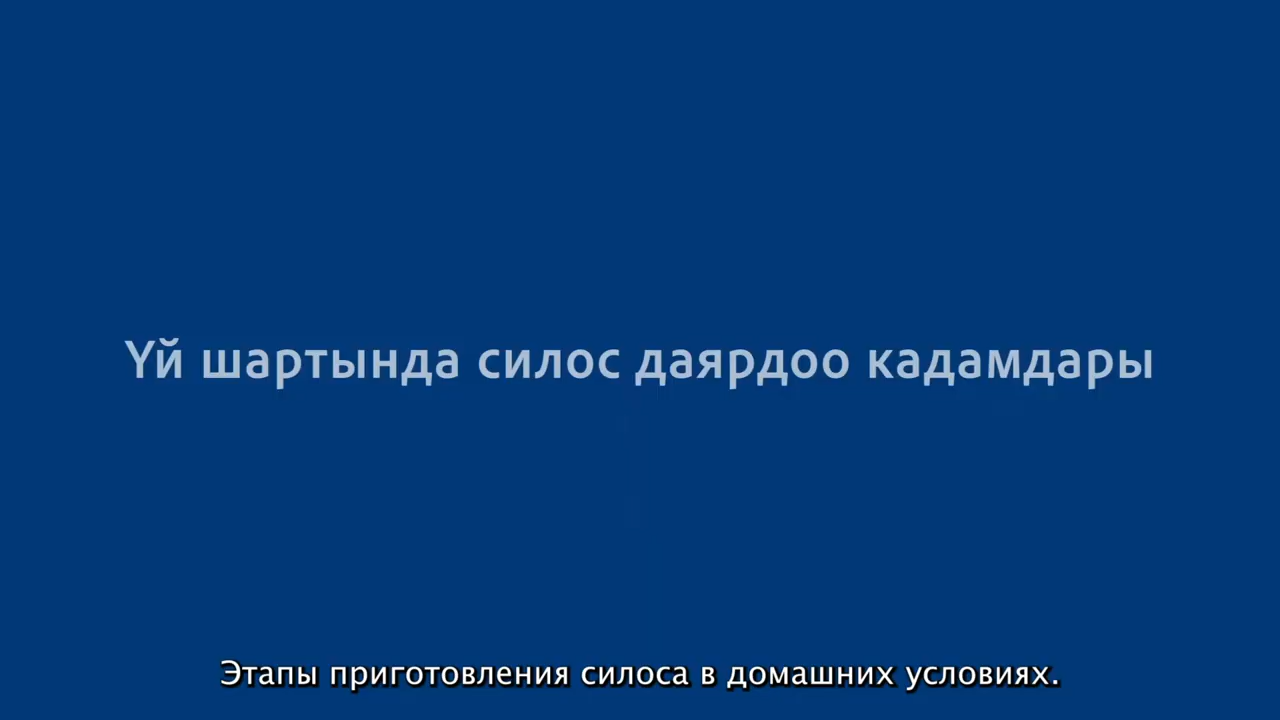 Үй шартында силос даярдоо кадамдары
Этапы приготовления силоса в домашних условиях.